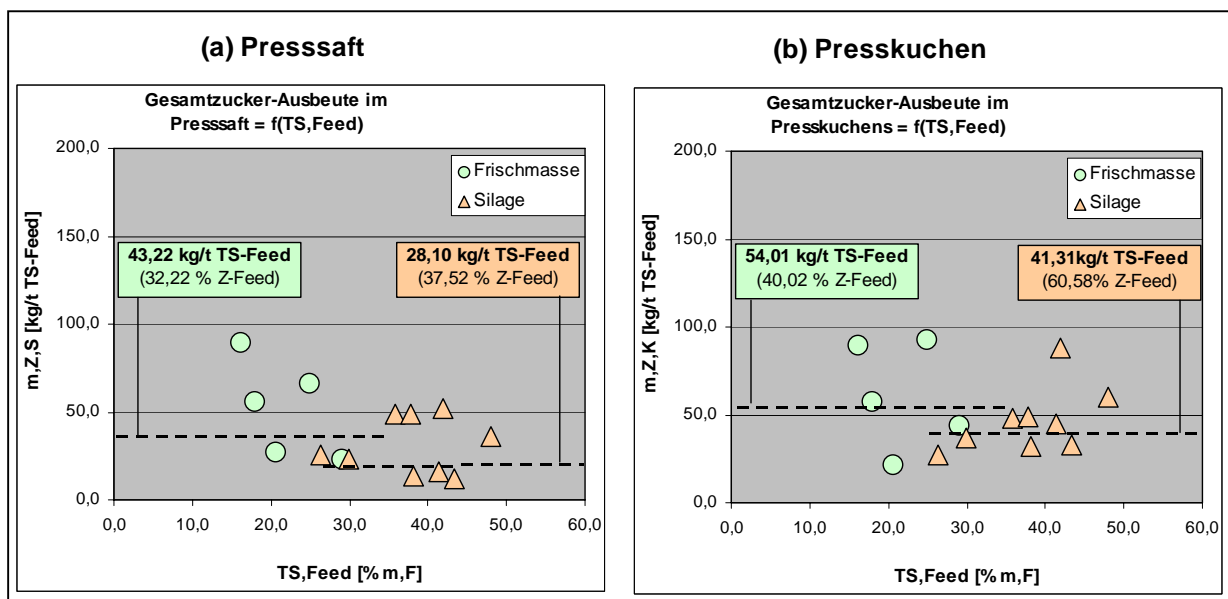 (a) Presssaft
Gesamtzucker-Ausbeute im
Presssaft = f(TS,Feed)
200,0
150,0
100,0
50,0
0,0
m,Z,S [kg/t TS-Feed]
Frischmasse
Silage
43,22 kg/t TS-Feed
(32,22 % Z-Feed)
28,10 kg/t TS-Feed
(37,52 % Z-Feed)
0,0 10,0 20,0 30,0 40,0 50,0 60,0
TS,Feed [% m,F]
(b) Presskuchen
Gesamtzucker-Ausbeute im
Presskuchens = f(TS,Feed)
200,0
150,0
100,0
50,0
0,0
m,Z,K [kg/t TS-Feed]
Frischmasse
Silage
54,01 kg/t TS-Feed
(40,02 % Z-Feed)
41,31kg/t TS-Feed
(60,58% Z-Feed)
0,0 10,0 20,0 30,0 40,0 50,0 60,0
TS,Feed [% m,F]